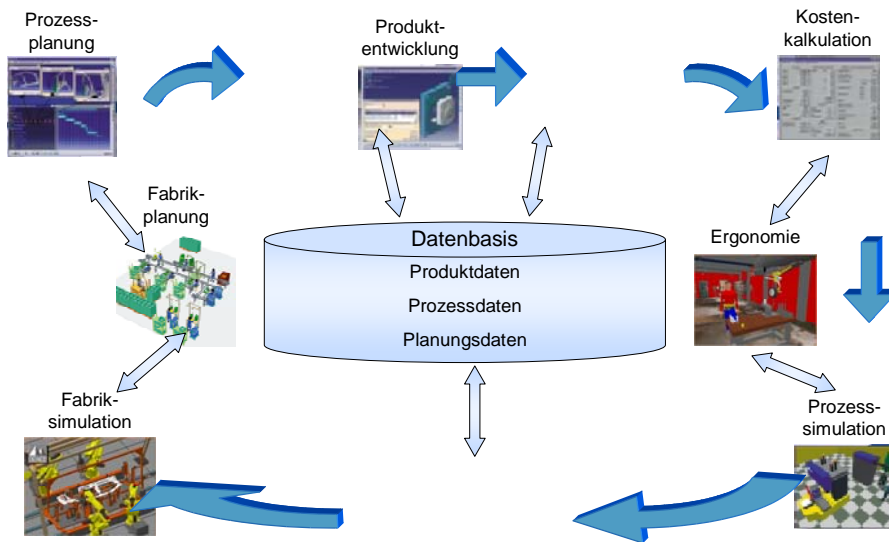 Prozess-
planung
Produkt-
entwicklung
Kosten-
kalkulation
Fabrik-
planung
Datenbasis
Produktdaten
Prozessdaten
Planungsdaten
Ergonomie
Fabrik-
simulation
Prozess-
simulation